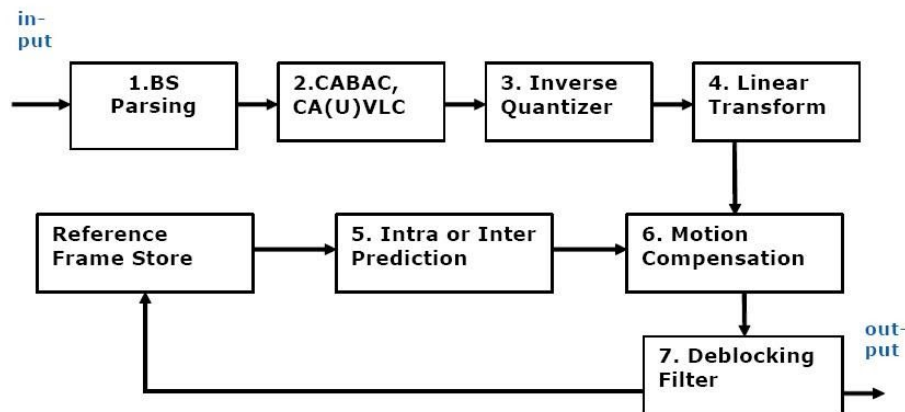 in-
put
1.BS
Parsing
2.CABAC,
CA(U)VLC
3. Inverse
Quantizer
4. Linear
Transform
Reference
Frame Store
5. Intra or Inter
Prediction
6. Motion
Compensation
out-
put
7. Deblocking
Filter